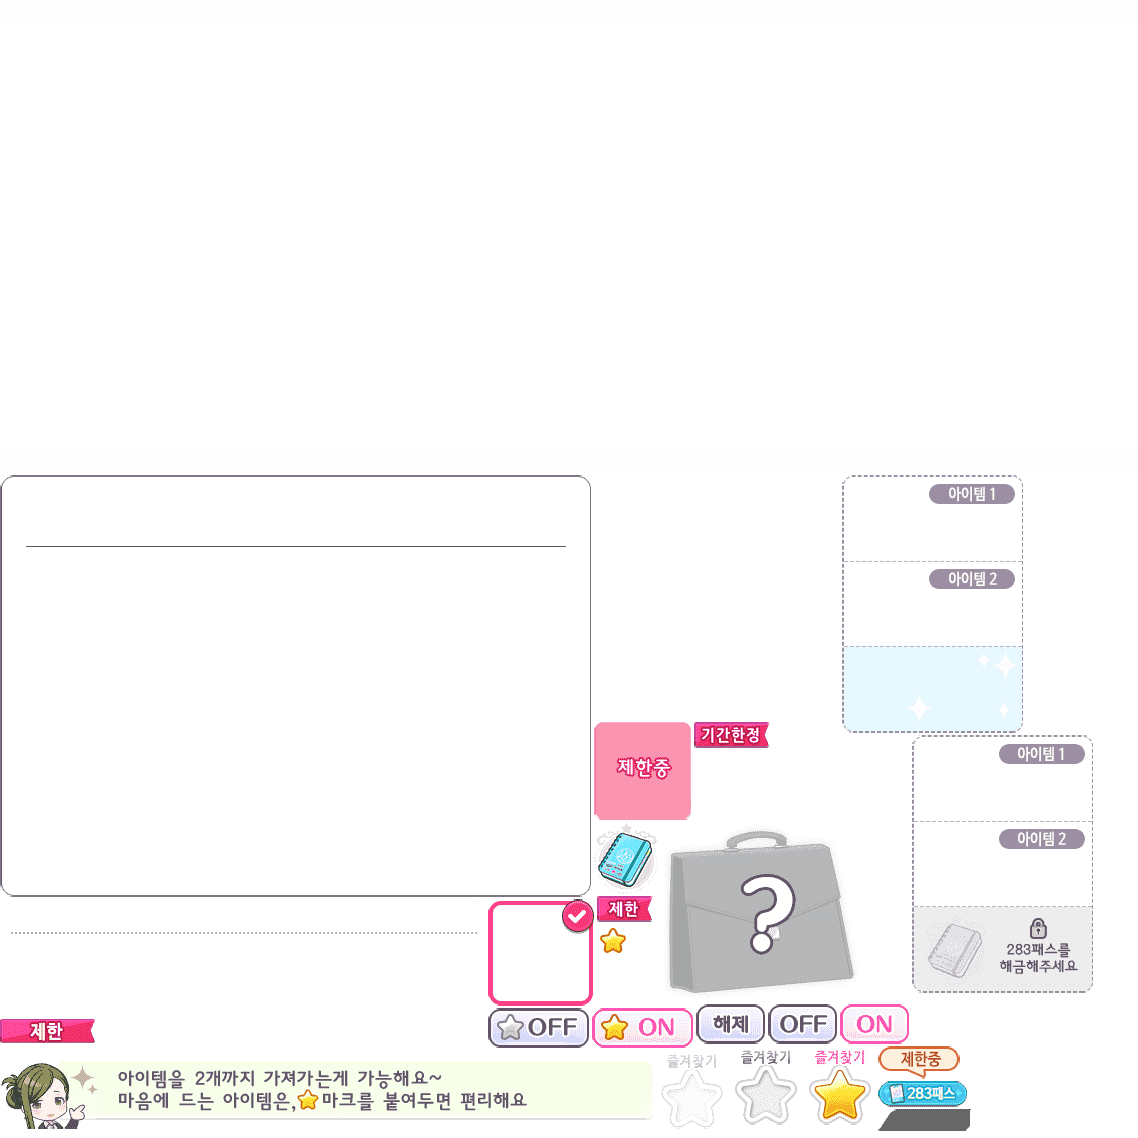 아이템 1
아이템 2
제한중
기간한정
아이템 1
아이템 2
283패스를
해금해주세요
제한
OFF
ON
해제
OFF
ON
제한
즐겨찾기
즐겨찾기
즐겨찾기
제한중
283패스
아이템을 2개까지 가져가는게 가능해요~
마음에 드는 아이템은,⭐마크를 붙여두면 편리해요